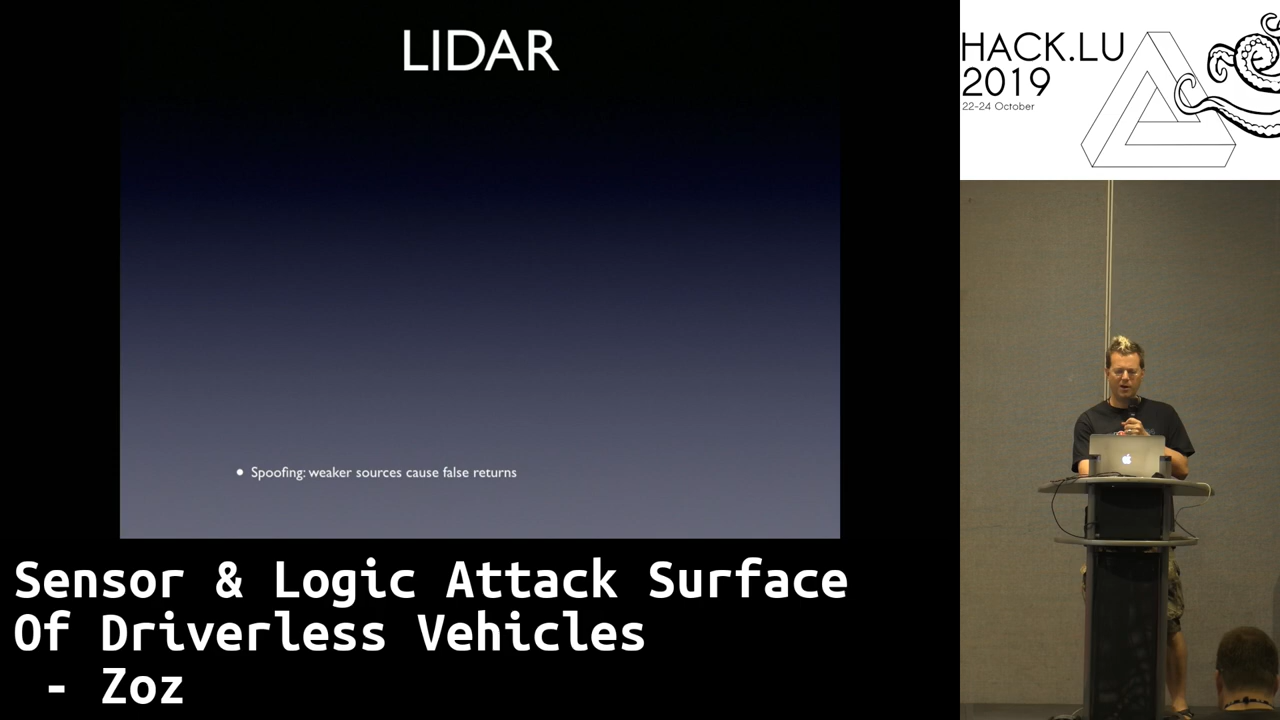 LIDAR
• Spoofing: weaker sources cause false returns
HACK.LU
2019
22-24 October
Sensor & Logic Attack Surface
Of Driverless Vehicles
- Zoz